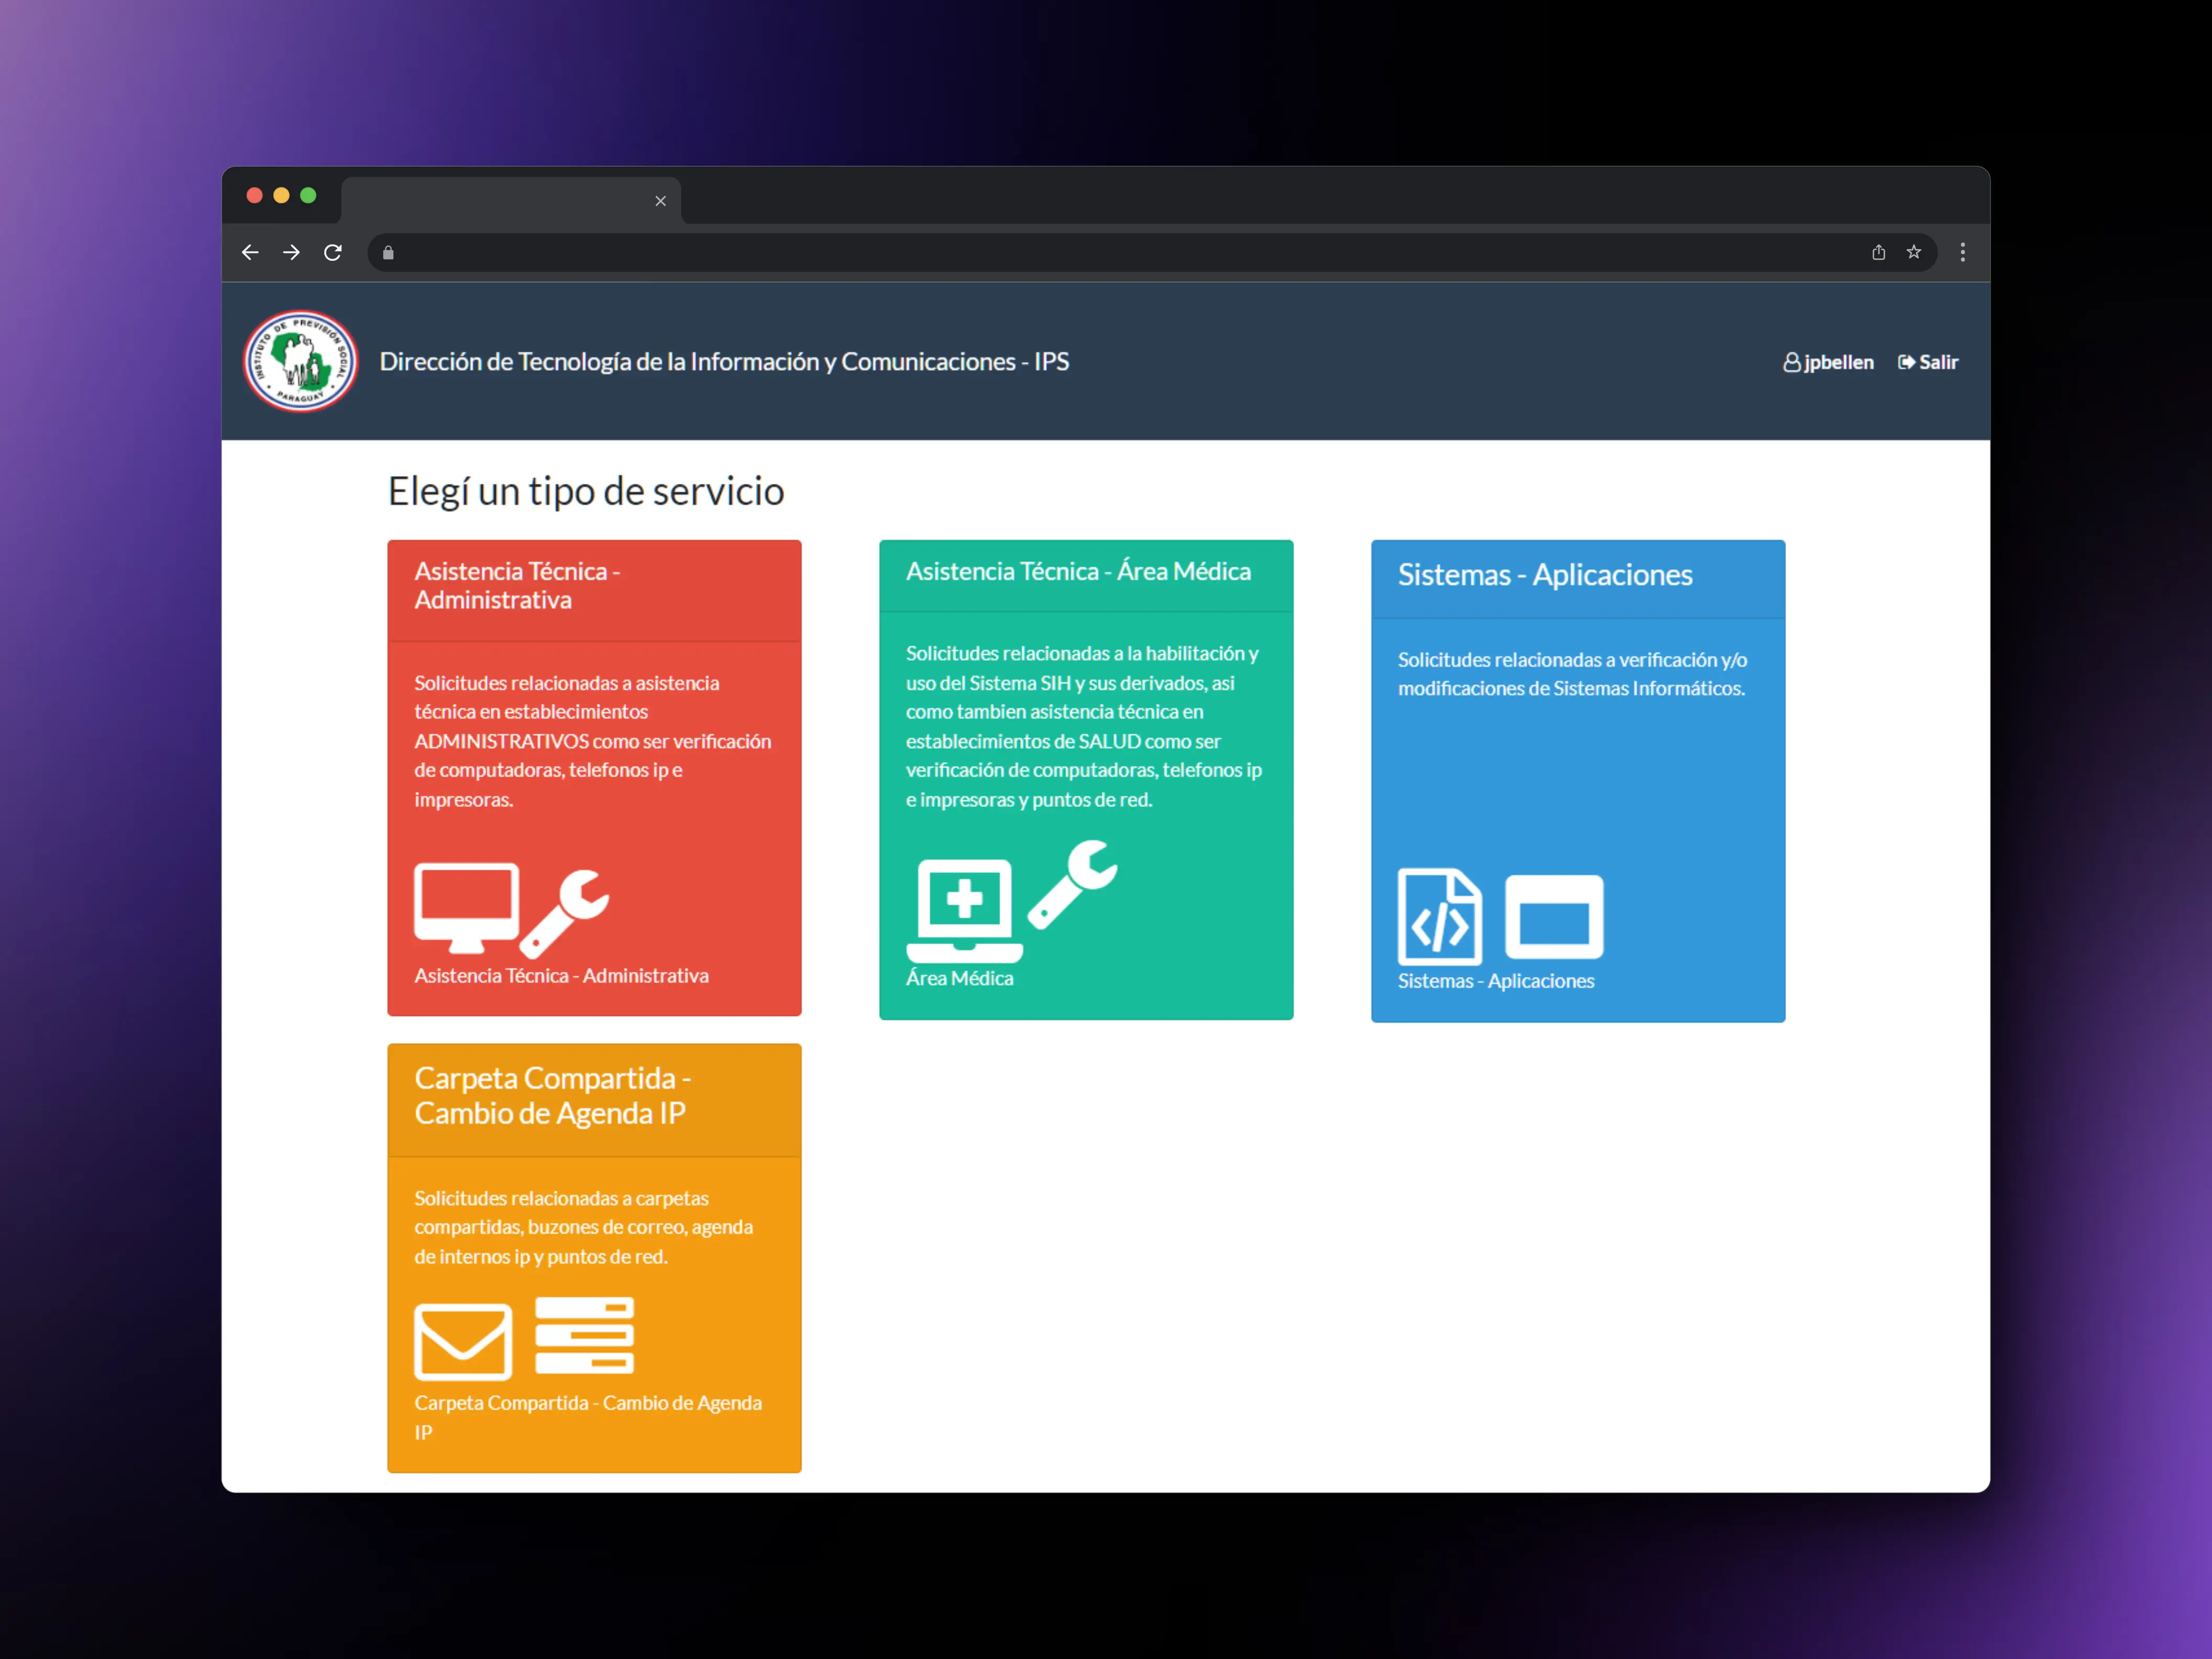 INSTITUTO DE PREVISIÓN SOCIAL
PARAGUAY
Dirección de Tecnología de la Información y Comunicaciones - IPS
jpbellen
Salir
Elegí un tipo de servicio
Asistencia Técnica -
Administrativa
Solicitudes relacionadas a asistencia
técnica en establecimientos
ADMINISTRATIVOS como ser verificación
de computadoras, telefonos ip e
impresoras.
Asistencia Técnica - Administrativa
Asistencia Técnica - Área Médica
Solicitudes relacionadas a la habilitación y
uso del Sistema SIH y sus derivados, asi
como tambien asistencia técnica en
establecimientos de SALUD como ser
verificación de computadoras, telefonos ip
e impresoras y puntos de red.
Área Médica
Sistemas - Aplicaciones
Solicitudes relacionadas a verificación y/o
modificaciones de Sistemas Informáticos.
</>
Sistemas - Aplicaciones
Carpeta Compartida -
Cambio de Agenda IP
Solicitudes relacionadas a carpetas
compartidas, buzones de correo, agenda
de internos ip y puntos de red.
Carpeta Compartida - Cambio de Agenda
IP